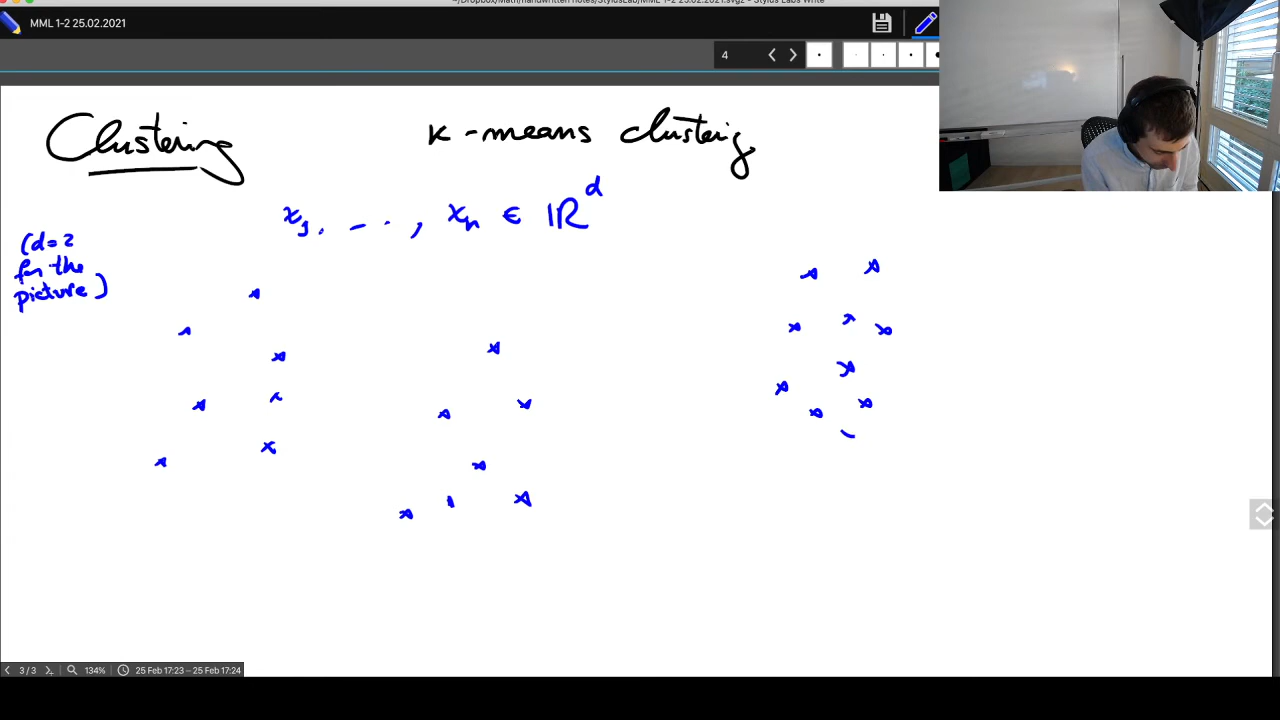 MML 1-2 25.02.2021
4
Clustering
k-means clustering
x₁, ..., xₙ ∈ ℝᵈ
(d=2
for the
picture)
3/3
134%
25 Feb 17:23 – 25 Feb 17:24